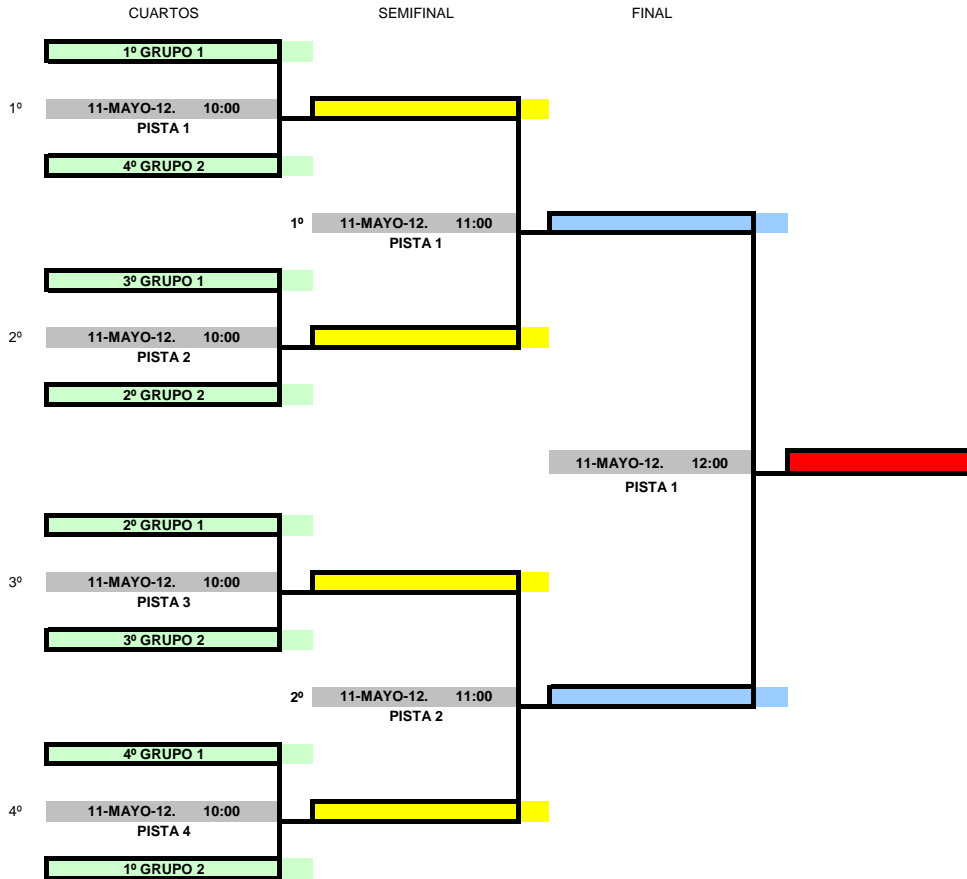 CUARTOS SEMIFINAL FINAL
1º GRUPO 1
1º 11-MAYO-12. 10:00
PISTA 1
4º GRUPO 2
1º 11-MAYO-12. 11:00
PISTA 1
3º GRUPO 1
2º 11-MAYO-12. 10:00
PISTA 2
2º GRUPO 2
11-MAYO-12. 12:00
PISTA 1
2º GRUPO 1
3º 11-MAYO-12. 10:00
PISTA 3
3º GRUPO 2
2º 11-MAYO-12. 11:00
PISTA 2
4º GRUPO 1
4º 11-MAYO-12. 10:00
PISTA 4
1º GRUPO 2